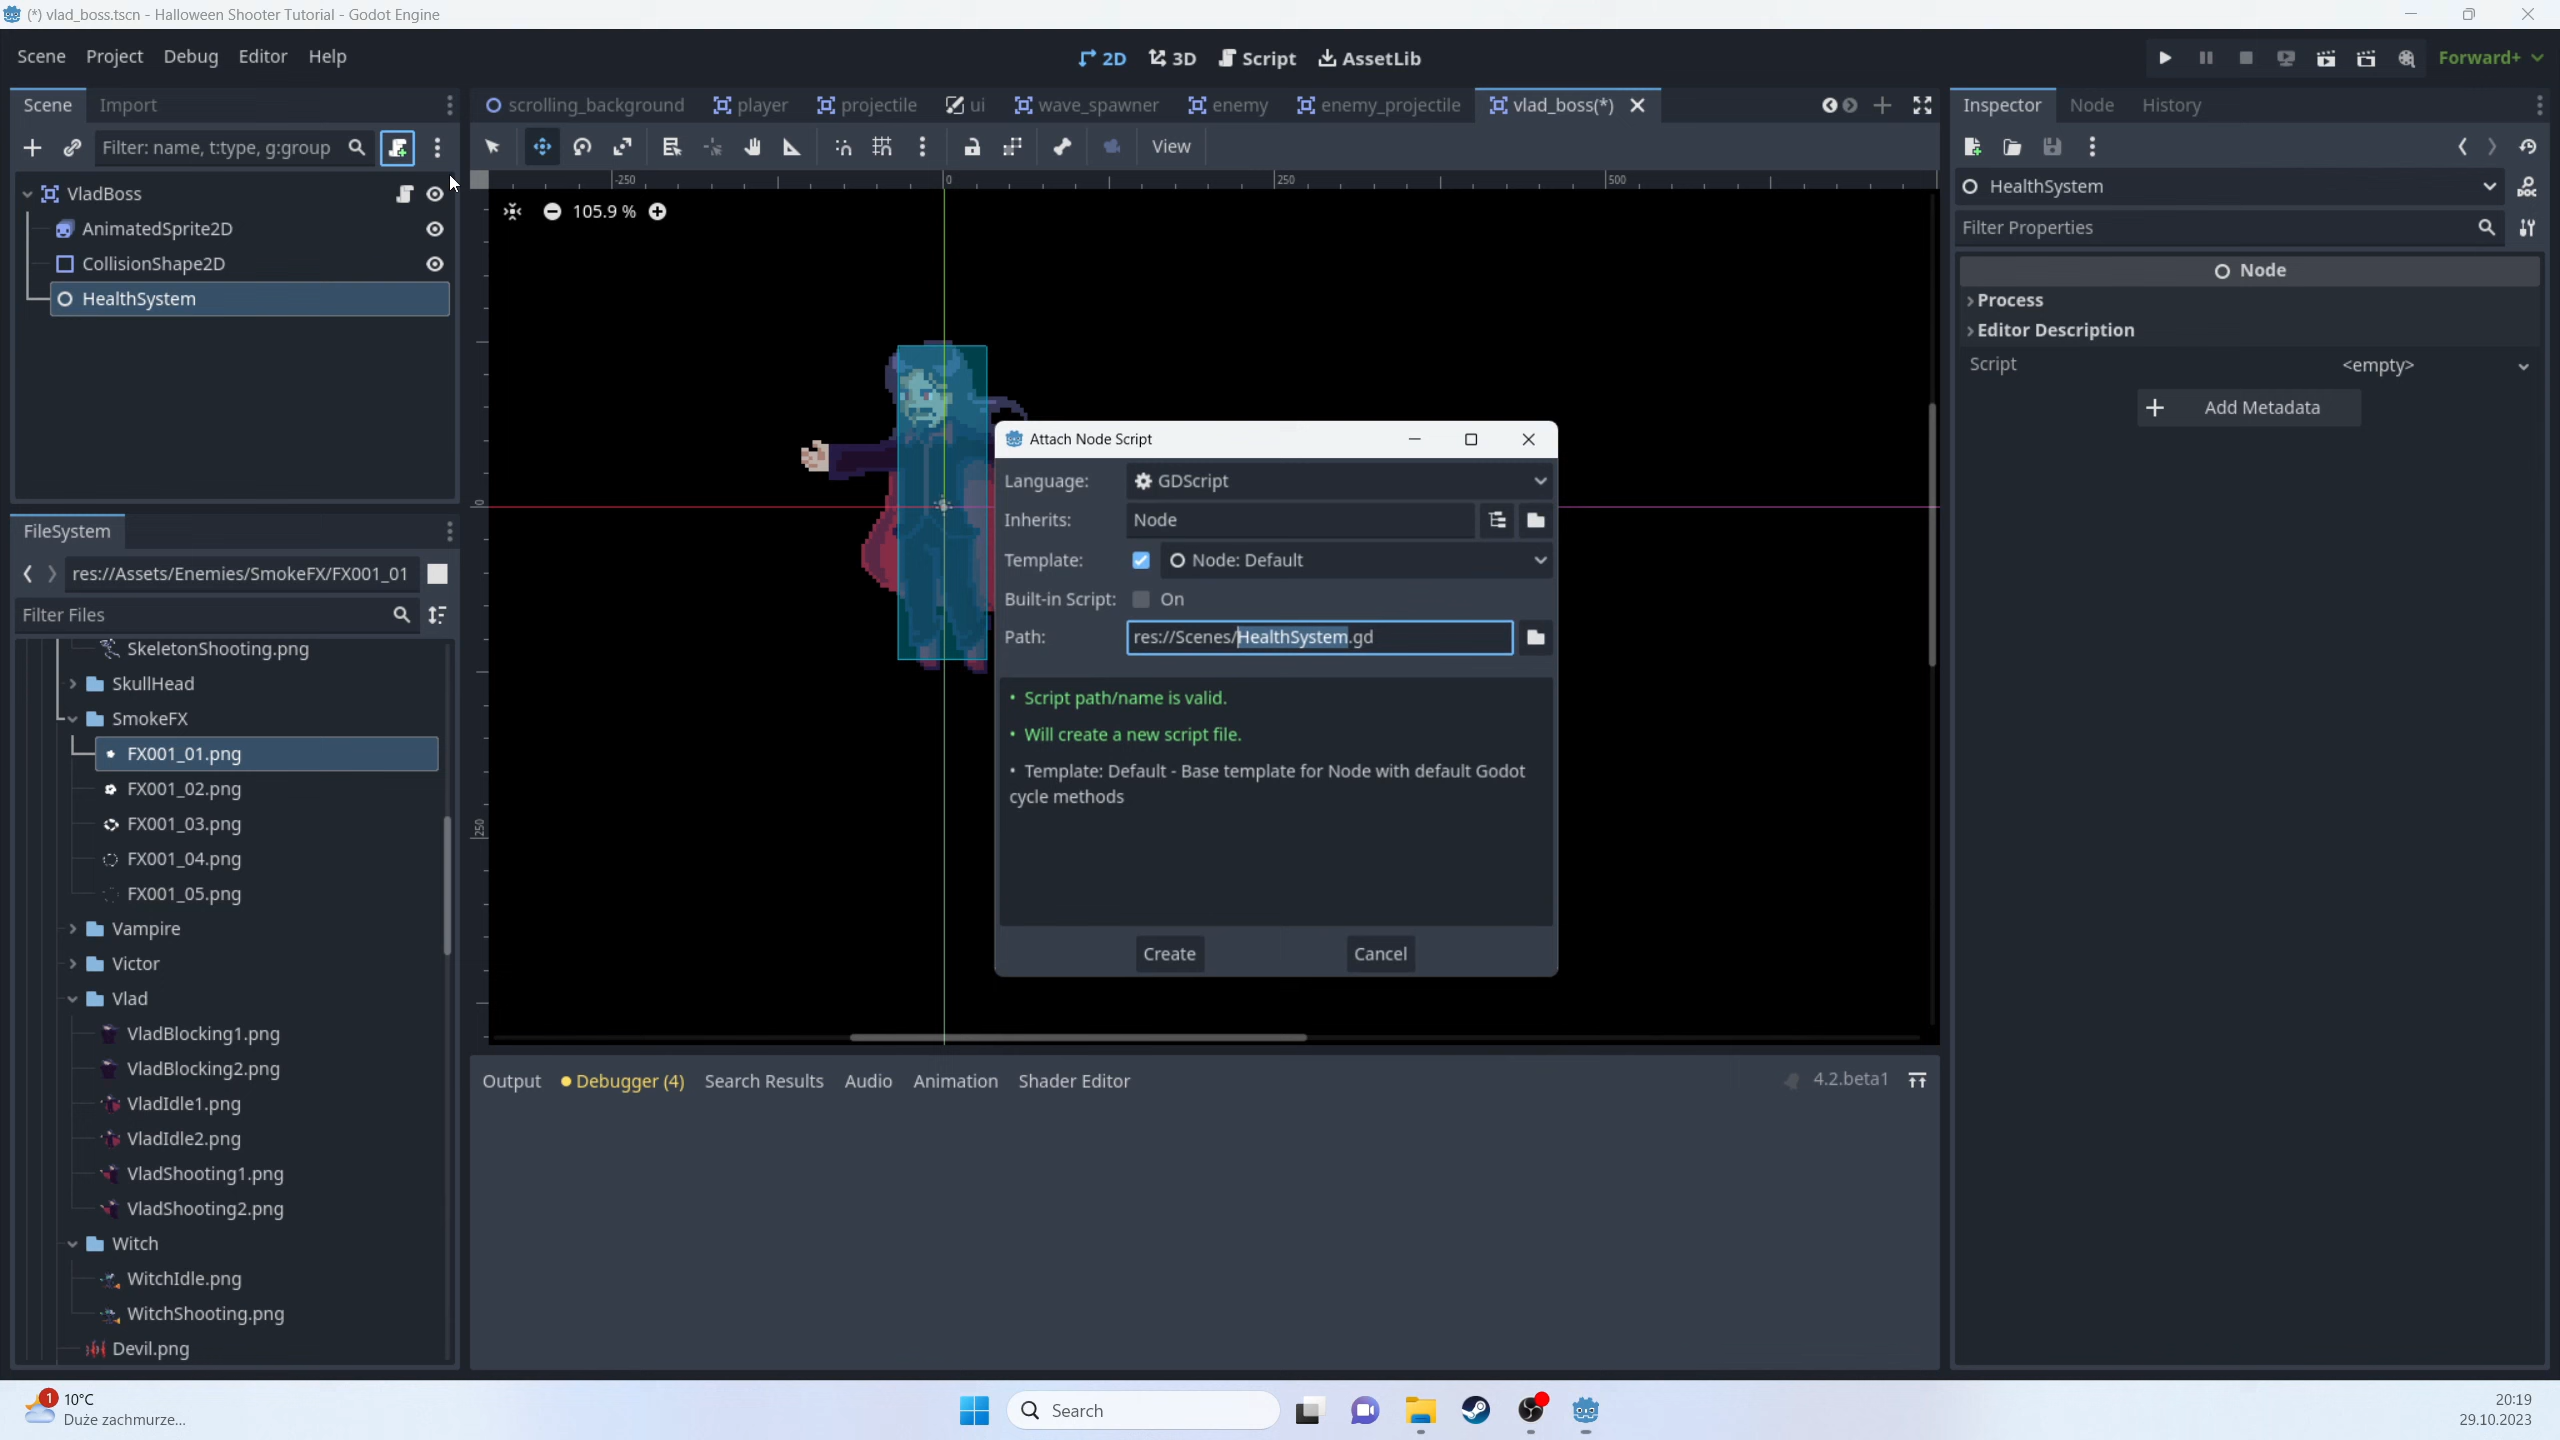 (*) vlad_boss.tscn - Halloween Shooter Tutorial - Godot Engine
Scene Project Debug Editor Help
2D 3D Script AssetLib
Forward+
Scene Import
scrolling_background player projectile ui wave_spawner enemy enemy_projectile vlad_boss(*)
Inspector Node History
Filter: name, t:type, g:group
View
VladBoss
AnimatedSprite2D
CollisionShape2D
HealthSystem
-250 0 250 500
105.9 %
0
250
HealthSystem
Filter Properties
Node
Process
Editor Description
Script <empty>
Add Metadata
Attach Node Script
Language: GDScript
Inherits: Node
Template: Node: Default
Built-in Script: On
Path: res://Scenes/HealthSystem.gd
• Script path/name is valid.
• Will create a new script file.
• Template: Default - Base template for Node with default Godot
cycle methods
Create Cancel
FileSystem
res://Assets/Enemies/SmokeFX/FX001_01
Filter Files
SkeletonShooting.png
SkullHead
SmokeFX
FX001_01.png
FX001_02.png
FX001_03.png
FX001_04.png
FX001_05.png
Vampire
Victor
Vlad
VladBlocking1.png
VladBlocking2.png
VladIdle1.png
VladIdle2.png
VladShooting1.png
VladShooting2.png
Witch
WitchIdle.png
WitchShooting.png
Devil.png
Output Debugger (4) Search Results Audio Animation Shader Editor
4.2.beta1
1
10°C
Duże zachmurze...
Search
20:19
29.10.2023